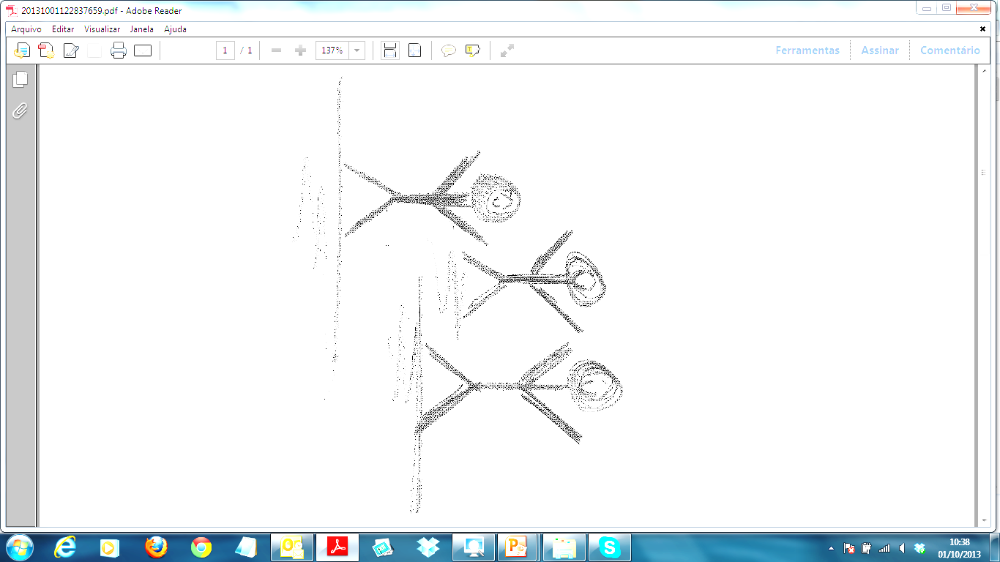 20131001122837659.pdf - Adobe Reader
Arquivo Editar Visualizar Janela Ajuda
1 / 1 137% Ferramentas Assinar Comentário
10:38
01/10/2013